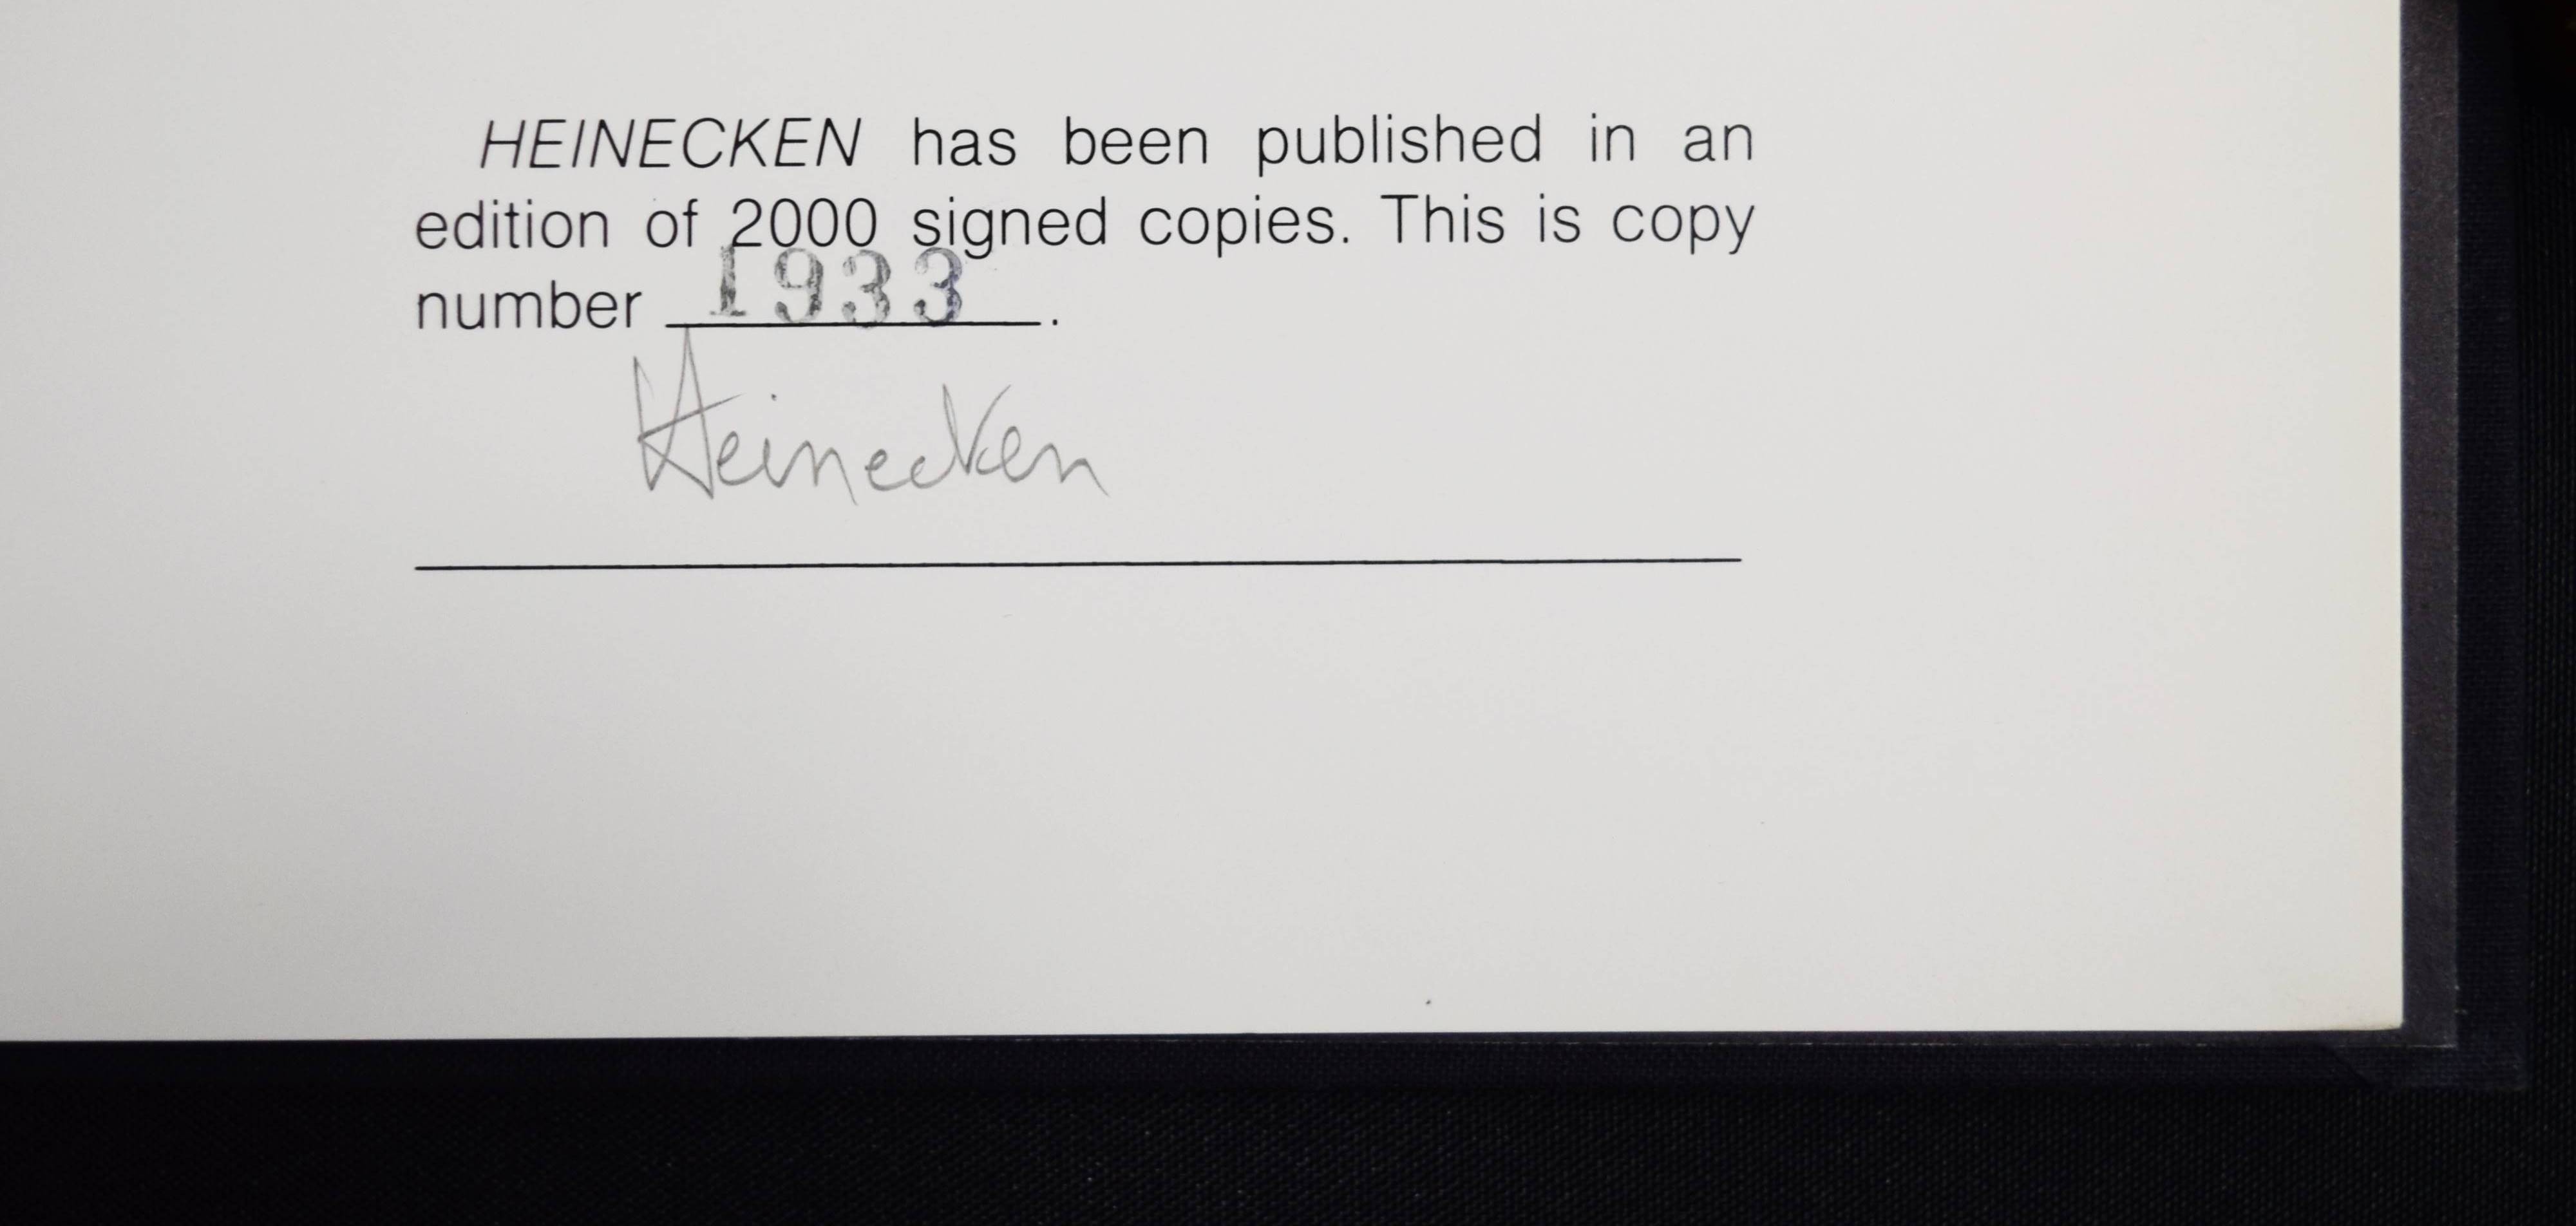 HEINECKEN has been published in an
edition of 2000 signed copies. This is copy
number 1933.
Heinecken